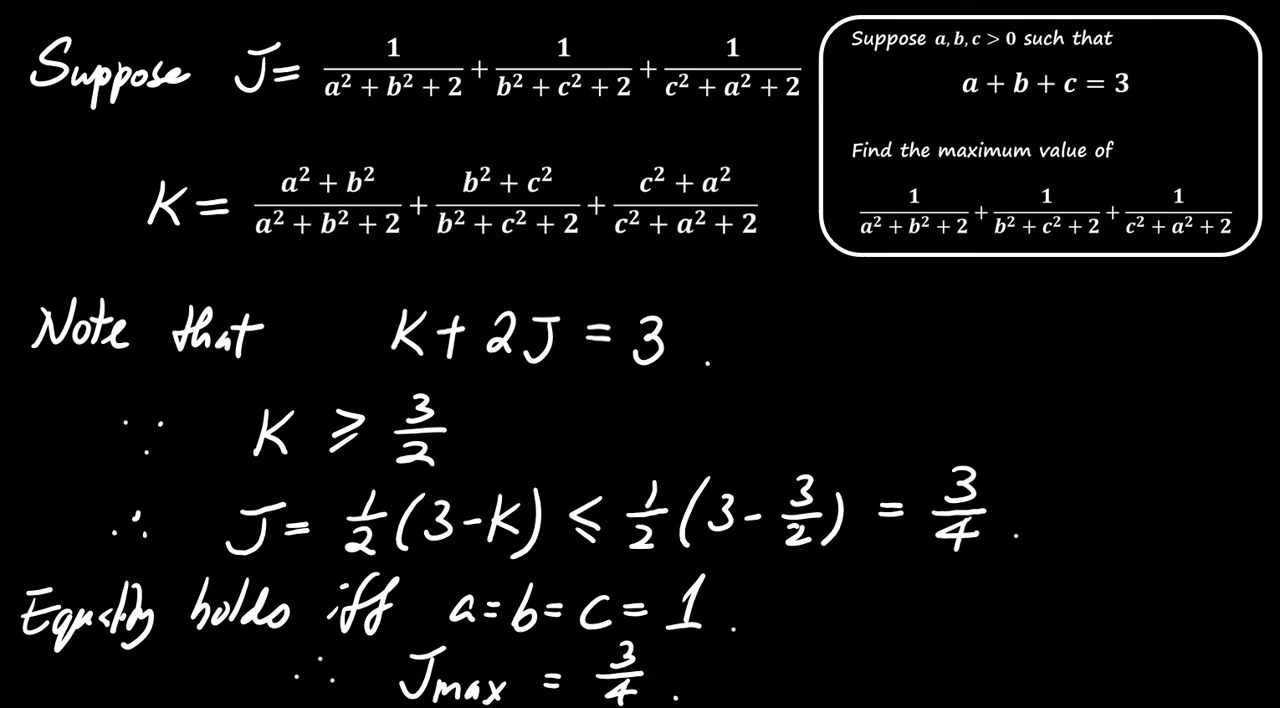 Suppose J = 1/(a² + b² + 2) + 1/(b² + c² + 2) + 1/(c² + a² + 2)
K = (a² + b²)/(a² + b² + 2) + (b² + c²)/(b² + c² + 2) + (c² + a²)/(c² + a² + 2)
Suppose a, b, c > 0 such that
a + b + c = 3
Find the maximum value of
1/(a² + b² + 2) + 1/(b² + c² + 2) + 1/(c² + a² + 2)
Note that K + 2J = 3 .
∵ K ⩾ 3/2
∴ J = 1/2 (3 - K) ⩽ 1/2 (3 - 3/2) = 3/4 .
Equality holds iff a = b = c = 1 .
∴ Jmax = 3/4 .